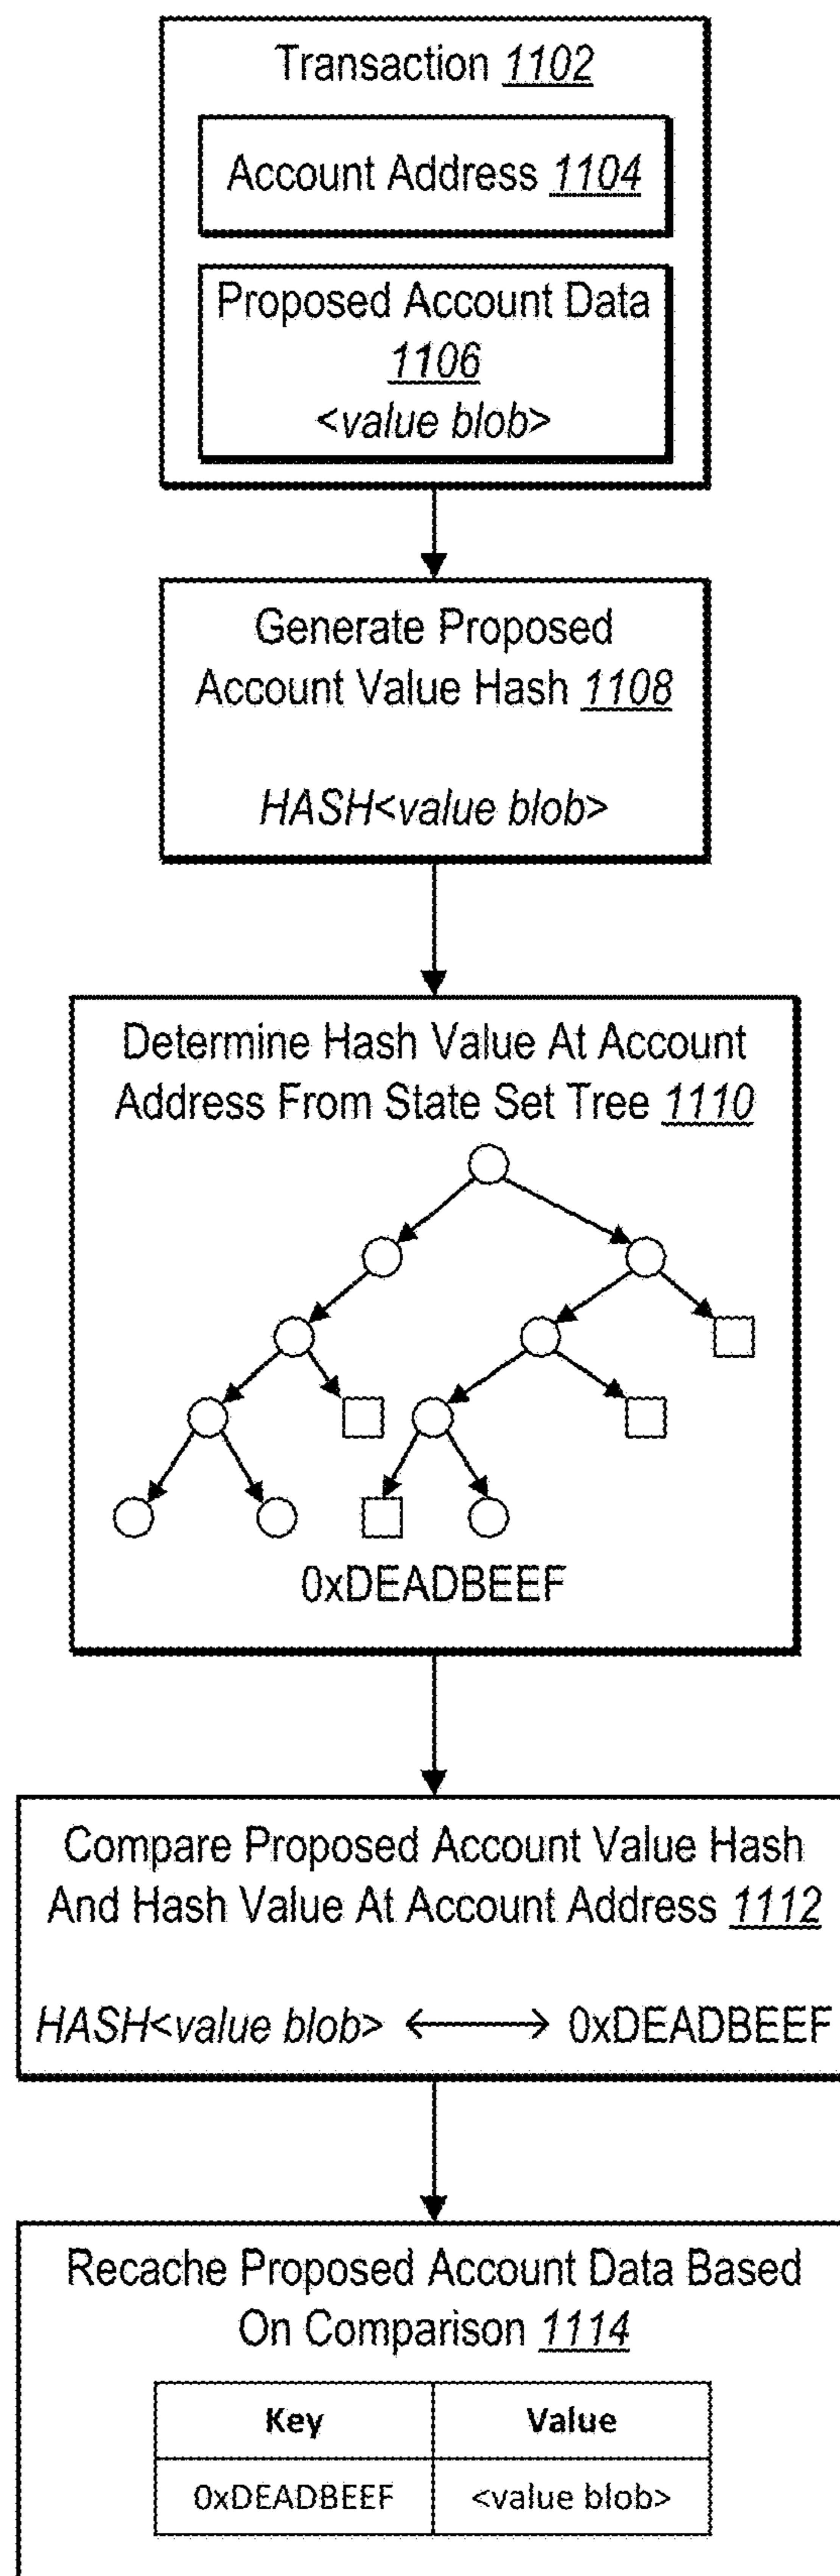 Transaction 1102
Account Address 1104
Proposed Account Data
1106
<value blob>
Generate Proposed
Account Value Hash 1108
HASH<value blob>
Determine Hash Value At Account
Address From State Set Tree 1110
0xDEADBEEF
Compare Proposed Account Value Hash
And Hash Value At Account Address 1112
HASH<value blob> ⟷ 0xDEADBEEF
Recache Proposed Account Data Based
On Comparison 1114
Key Value
0xDEADBEEF <value blob>